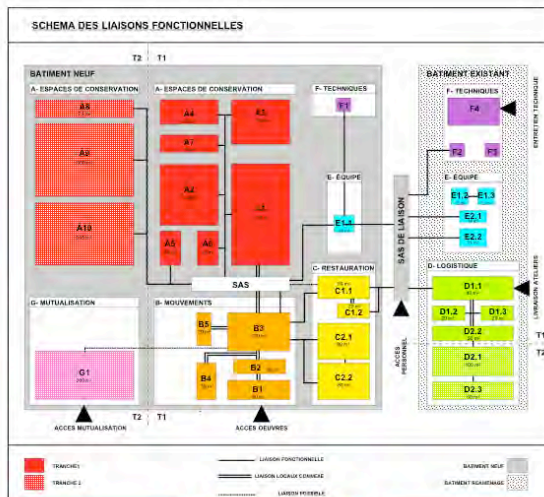 SCHEMA DES LIAISONS FONCTIONNELLES
T2 T1
BATIMENT NEUF
BATIMENT EXISTANT
A- ESPACES DE CONSERVATION
A- ESPACES DE CONSERVATION
F- TECHNIQUES
F- TECHNIQUES
A8
A4
A3
F1
F4
ENTRETIEN TECHNIQUE
A9
A7
F2
F3
A2
E- ÉQUIPE
E- ÉQUIPE
E1.2
E1.3
A10
E1.1
E2.1
A5
A6
E2.2
SAS DE LIAISON
SAS
C- RESTAURATION
D- LOGISTIQUE
C1.1
D1.1
LIVRAISON ATELIERS
G- MUTUALISATION
B- MOUVEMENTS
C1.2
D1.2
D1.3
B5
B3
C2.1
D2.2
ACCES PERSONNEL
T1
T2
G1
B4
B2
C2.2
D2.1
B1
D2.3
T2 T1
ACCES MUTUALISATION
ACCES OEUVRES
TRANCHE 1
LIAISON FONCTIONNELLE
BATIMENT NEUF
TRANCHE 2
LIAISON LOCAUX CONNEXE
BATIMENT REAMENAGE
LIAISON POSSIBLE